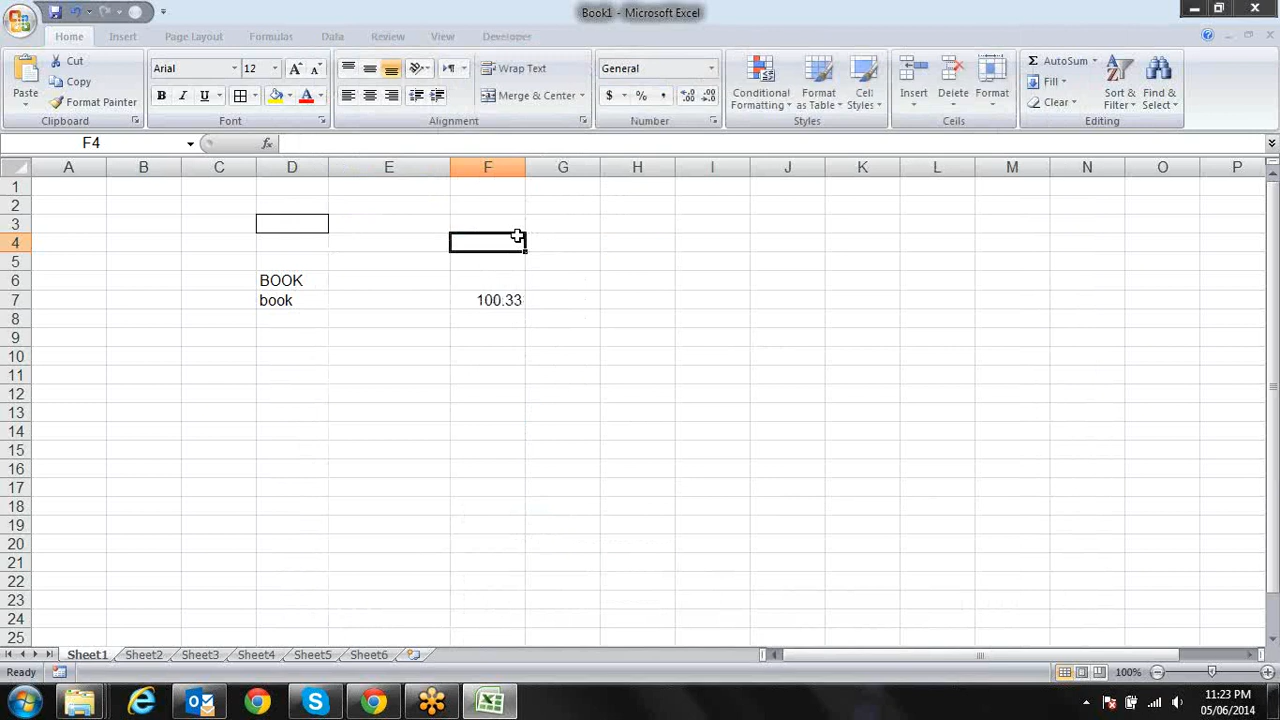 Book1 - Microsoft Excel
Home Insert Page Layout Formulas Data Review View Developer
Paste
Cut
Copy
Format Painter
Clipboard
Arial 12
B I U
Font
Wrap Text
Merge & Center
Alignment
General
$ % ,
Number
Conditional Formatting
Format as Table
Cell Styles
Styles
Insert Delete Format
Cells
AutoSum
Fill
Clear
Sort & Filter
Find & Select
Editing
F4 fx
A B C D E F G H I J K L M N O P
1
2
3
4
5
6 BOOK
7 book 100.33
8
9
10
11
12
13
14
15
16
17
18
19
20
21
22
23
24
25
Sheet1 Sheet2 Sheet3 Sheet4 Sheet5 Sheet6
Ready 100%
11:23 PM
05/06/2014